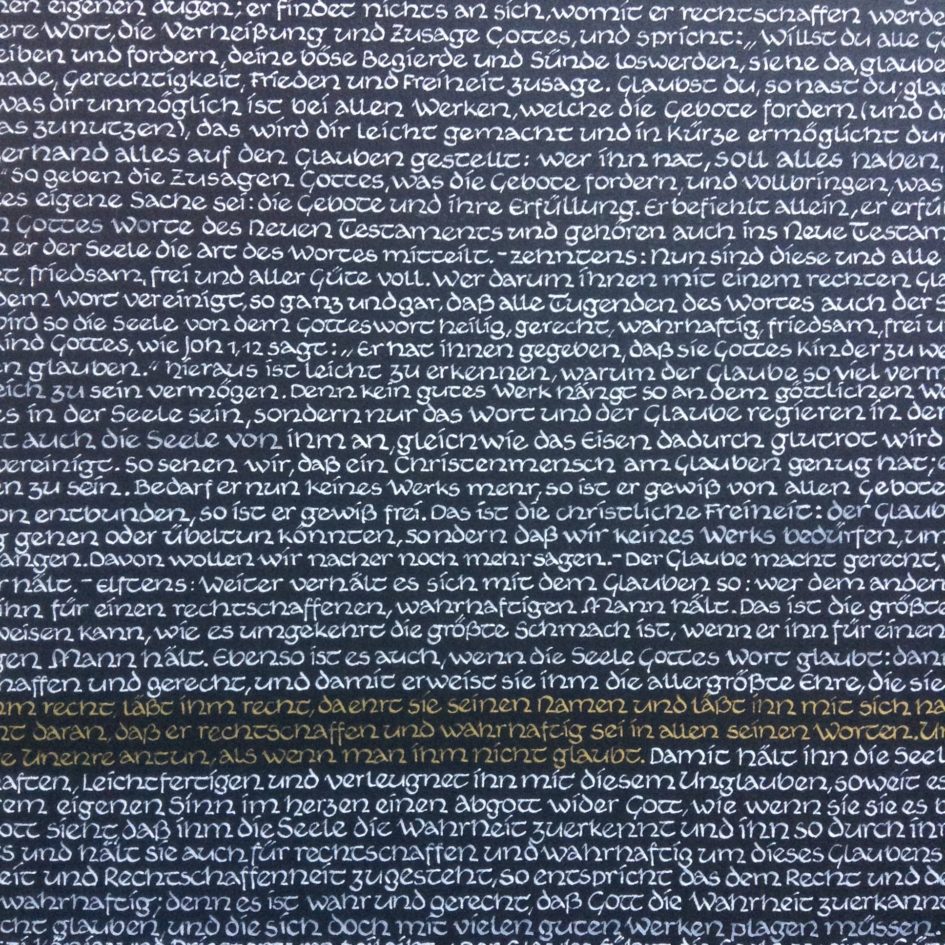 nen eigenen Augen; er findet nichts an sich, womit er rechtschaffen werde
ere Wort, die Verheißung und Zusage Gottes, und spricht: „Willst du alle G
eiben und fordern, deine böse Begierde und Sünde loswerden, siehe da, glaube
nade, Gerechtigkeit, Frieden und Freiheit zusage. Glaubst du, so hast du; gla
was dir unmöglich ist bei allen Werken, welche die Gebote fordern (und d
as zunutzen), das wird dir leicht gemacht und in Kürze ermöglicht du
erhand alles auf den Glauben gestellt: wer ihn hat, soll alles haben,
“ so geben die Zusagen Gottes, was die Gebote fordern, und vollbringen, was
es eigene Sache sei: die Gebote und ihre Erfüllung. Er befiehlt allein, er erfü
Gottes Worte des Neuen Testaments und gehören auch ins Neue Testam
n er der Seele die Art des Wortes mitteilt. - Zehntens: Nun sind diese und alle
t, friedsam, frei und aller Güte voll. Wer darum ihnen mit einem rechten Gl
dem Wort vereinigt, so ganz und gar, daß alle Tugenden des Wortes auch der S
wird so die Seele von dem Gotteswort heilig, gerecht, wahrhaftig, friedsam, frei u
kind Gottes, wie Joh 1,12 sagt: „Er hat ihnen gegeben, daß sie Gottes Kinder zu we
n glauben.“ Hieraus ist leicht zu erkennen, warum der Glaube so viel verm
eich zu sein vermögen. Denn kein gutes Werk hängt so an dem göttlichen W
es in der Seele sein, sondern nur das Wort und der Glaube regieren in der
t auch die Seele von ihm an, gleichwie das Eisen dadurch glutrot wird
vereinigt. So sehen wir, daß ein Christenmensch am Glauben genug hat; e
n zu sein. Bedarf er nun keines Werks mehr, so ist er gewiß von allen Gebote
on entbunden, so ist er gewiß frei. Das ist die christliche Freiheit: der Glaub
g gehen oder Übeltun könnten, sondern daß wir keines Werks bedürfen, um
angen. Davon wollen wir nacher noch mehr sagen. - Der Glaube macht gerecht,
r hält. - Elftens: Weiter verhält es sich mit dem Glauben so: wer dem ander
ihn für einen rechtschaffenen, wahrhaftigen Mann hält. Das ist die größte
weisen kann, wie es umgekehrt die größte Schmach ist, wenn er ihn für einen
gen Mann hält. Ebenso ist es auch, wenn die Seele Gottes Wort glaubt: dan
haffen und gerecht, und damit erweist sie ihm die allergrößte Ehre, die sie
hm recht, läßt ihm recht, da ehrt sie seinen Namen und läßt ihn mit sich ha
ht daran, daß er rechtschaffen und wahrhaftig sei in allen seinen Worten. Um
e Unehre antun, als wenn man ihm nicht glaubt. Damit hält ihn die Seel
aften, Leichtfertigen und verleugnet ihn mit diesem Unglauben, soweit es
rem eigenen Sinn im Herzen einen Abgott wider Gott, wie wenn sie sie es b
ott sieht, daß ihm die Seele die Wahrheit zuerkennt und ihn so durch ihr
s und hält sie auch für rechtschaffen und wahrhaftig um dieses Glaubens
eit und Rechtschaffenheit zugesteht, so entspricht das dem Recht und de
wahrhaftig; denn es ist wahr und gerecht, daß Gott die Wahrheit zuerkann
cht glauben, und die sich doch mit vielen guten Werken plagen müssen